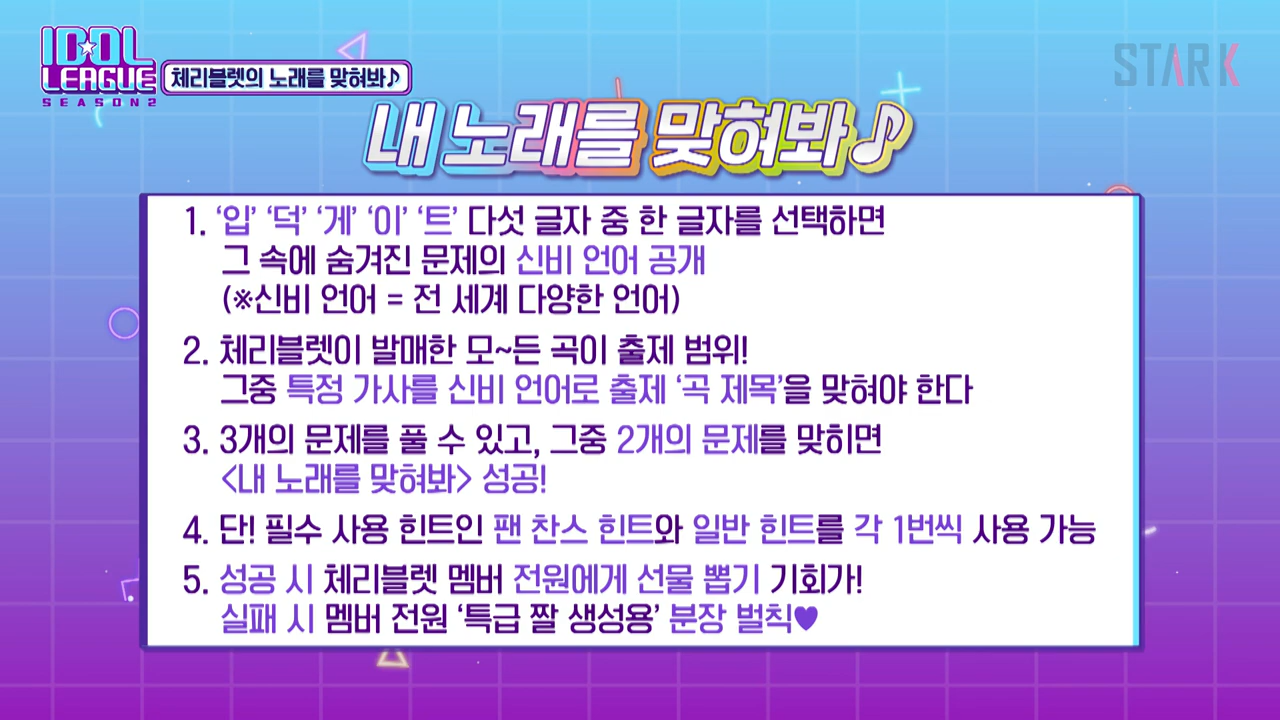 IDOL
LEAGUE
SEASON2
체리블렛의 노래를 맞혀봐♪
STARK
내 노래를 맞혀봐♪
1. ‘입’ ‘덕’ ‘게’ ‘이’ ‘트’ 다섯 글자 중 한 글자를 선택하면
그 속에 숨겨진 문제의 신비 언어 공개
(※신비 언어 = 전 세계 다양한 언어)
2. 체리블렛이 발매한 모~든 곡이 출제 범위!
그중 특정 가사를 신비 언어로 출제 ‘곡 제목’을 맞혀야 한다
3. 3개의 문제를 풀 수 있고, 그중 2개의 문제를 맞히면
<내 노래를 맞혀봐> 성공!
4. 단! 필수 사용 힌트인 팬 찬스 힌트와 일반 힌트를 각 1번씩 사용 가능
5. 성공 시 체리블렛 멤버 전원에게 선물 뽑기 기회가!
실패 시 멤버 전원 ‘특급 짤 생성용’ 분장 벌칙♥